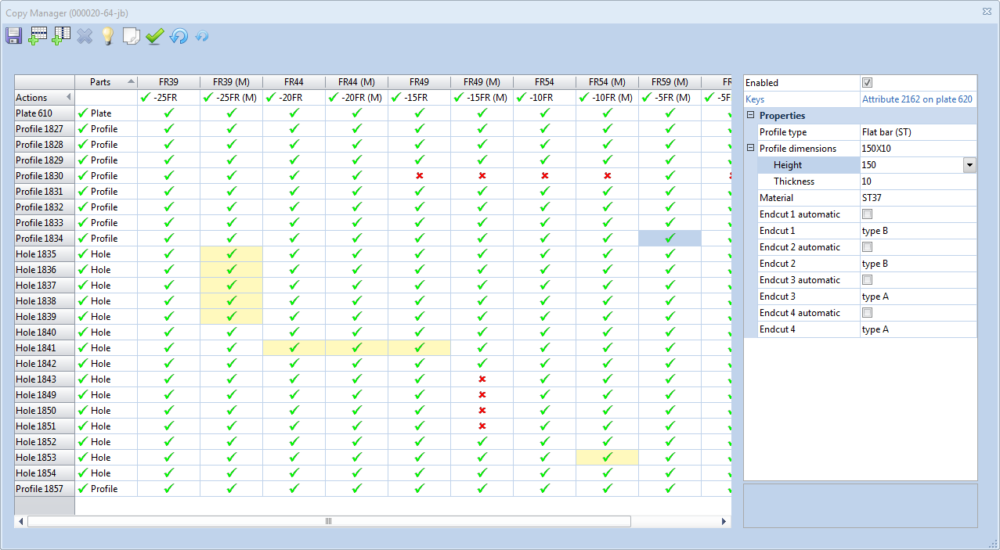 Copy Manager (000020-64-jb)
Parts FR39 FR39 (M) FR44 FR44 (M) FR49 FR49 (M) FR54 FR54 (M) FR59 (M) FR
Actions -25FR -25FR (M) -20FR -20FR (M) -15FR -15FR (M) -10FR -10FR (M) -5FR (M) -5F
Plate 610 Plate
Profile 1827 Profile
Profile 1828 Profile
Profile 1829 Profile
Profile 1830 Profile
Profile 1831 Profile
Profile 1832 Profile
Profile 1833 Profile
Profile 1834 Profile
Hole 1835 Hole
Hole 1836 Hole
Hole 1837 Hole
Hole 1838 Hole
Hole 1839 Hole
Hole 1840 Hole
Hole 1841 Hole
Hole 1842 Hole
Hole 1843 Hole
Hole 1849 Hole
Hole 1850 Hole
Hole 1851 Hole
Hole 1852 Hole
Hole 1853 Hole
Hole 1854 Hole
Profile 1857 Profile
Enabled
Keys Attribute 2162 on plate 620
Properties
Profile type Flat bar (ST)
Profile dimensions 150X10
Height 150
Thickness 10
Material ST37
Endcut 1 automatic
Endcut 1 type B
Endcut 2 automatic
Endcut 2 type B
Endcut 3 automatic
Endcut 3 type A
Endcut 4 automatic
Endcut 4 type A